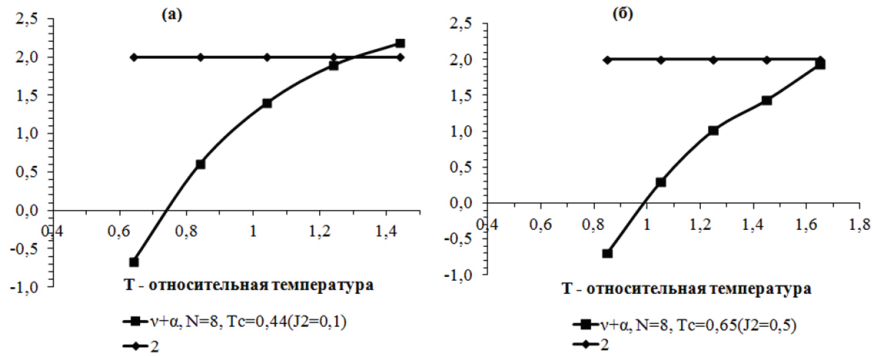 (а)
2,5
2,0
1,5
1,0
0,5
0,0
-0,5
-1,0
0,4 0,6 0,8 1 1,2 1,4
Т - относительная температура
ν+α, N=8, Tc=0,44(J2=0,1)
2
(б)
2,5
2,0
1,5
1,0
0,5
0,0
-0,5
-1,0
0,4 0,6 0,8 1 1,2 1,4 1,6 1,8
Т - относительная температура
ν+α, N=8, Tc=0,65(J2=0,5)
2